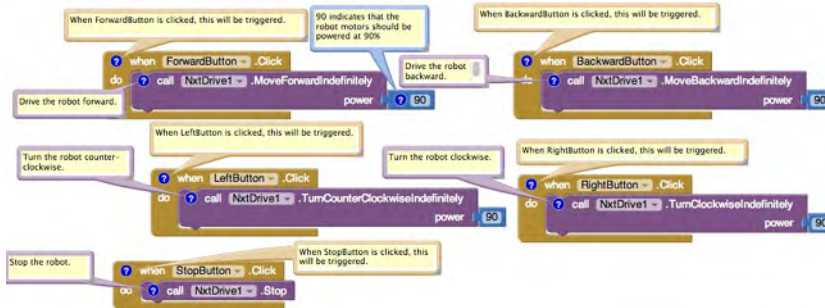 When ForwardButton is clicked, this will be triggered.
90 indicates that the
robot motors should be
powered at 90%
when ForwardButton .Click
do call NxtDrive1 .MoveForwardIndefinitely
power 90
Drive the robot forward.
When BackwardButton is clicked, this will be triggered.
Drive the robot
backward.
when BackwardButton .Click
do call NxtDrive1 .MoveBackwardIndefinitely
power 90
When LeftButton is clicked, this will be triggered.
Turn the robot counter-
clockwise.
when LeftButton .Click
do call NxtDrive1 .TurnCounterClockwiseIndefinitely
power 90
When RightButton is clicked, this will be triggered.
Turn the robot clockwise.
when RightButton .Click
do call NxtDrive1 .TurnClockwiseIndefinitely
power 90
When StopButton is clicked, this
will be triggered.
Stop the robot.
when StopButton .Click
do call NxtDrive1 .Stop